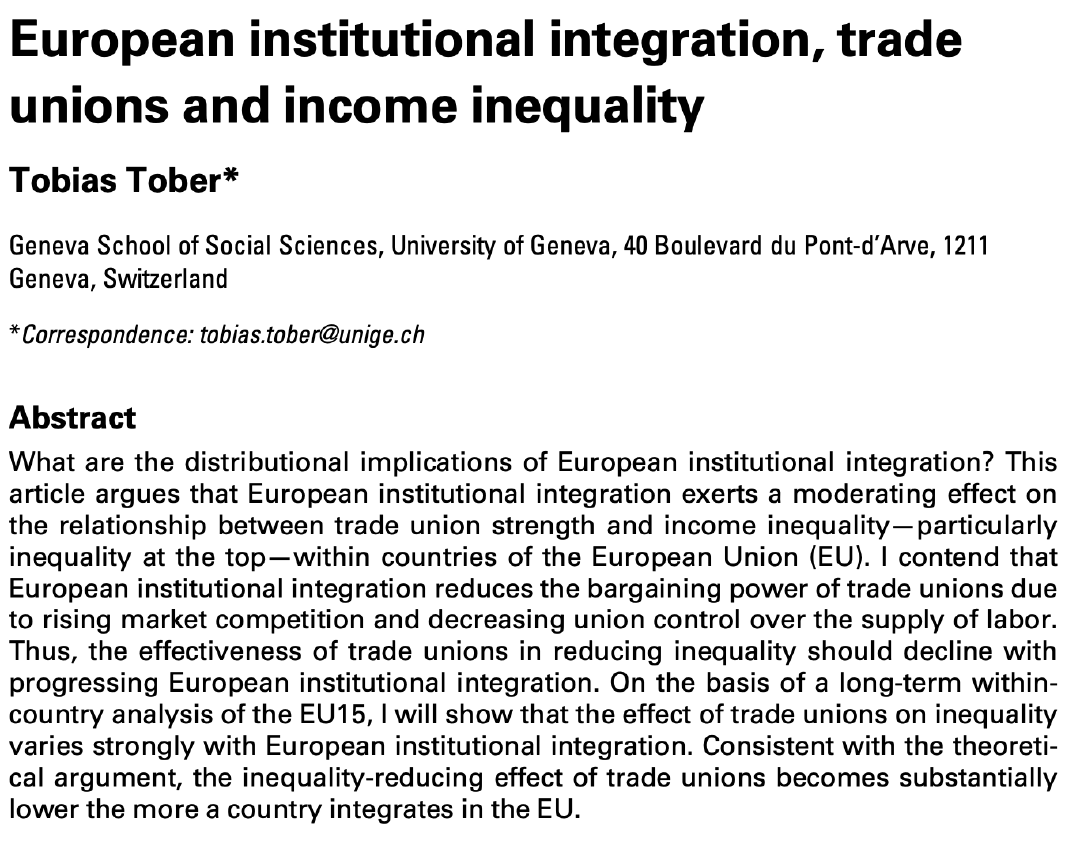 European institutional integration, trade
unions and income inequality
Tobias Tober*
Geneva School of Social Sciences, University of Geneva, 40 Boulevard du Pont-d'Arve, 1211
Geneva, Switzerland
*Correspondence: tobias.tober@unige.ch
Abstract
What are the distributional implications of European institutional integration? This
article argues that European institutional integration exerts a moderating effect on
the relationship between trade union strength and income inequality—particularly
inequality at the top—within countries of the European Union (EU). I contend that
European institutional integration reduces the bargaining power of trade unions due
to rising market competition and decreasing union control over the supply of labor.
Thus, the effectiveness of trade unions in reducing inequality should decline with
progressing European institutional integration. On the basis of a long-term within-
country analysis of the EU15, I will show that the effect of trade unions on inequality
varies strongly with European institutional integration. Consistent with the theoreti-
cal argument, the inequality-reducing effect of trade unions becomes substantially
lower the more a country integrates in the EU.